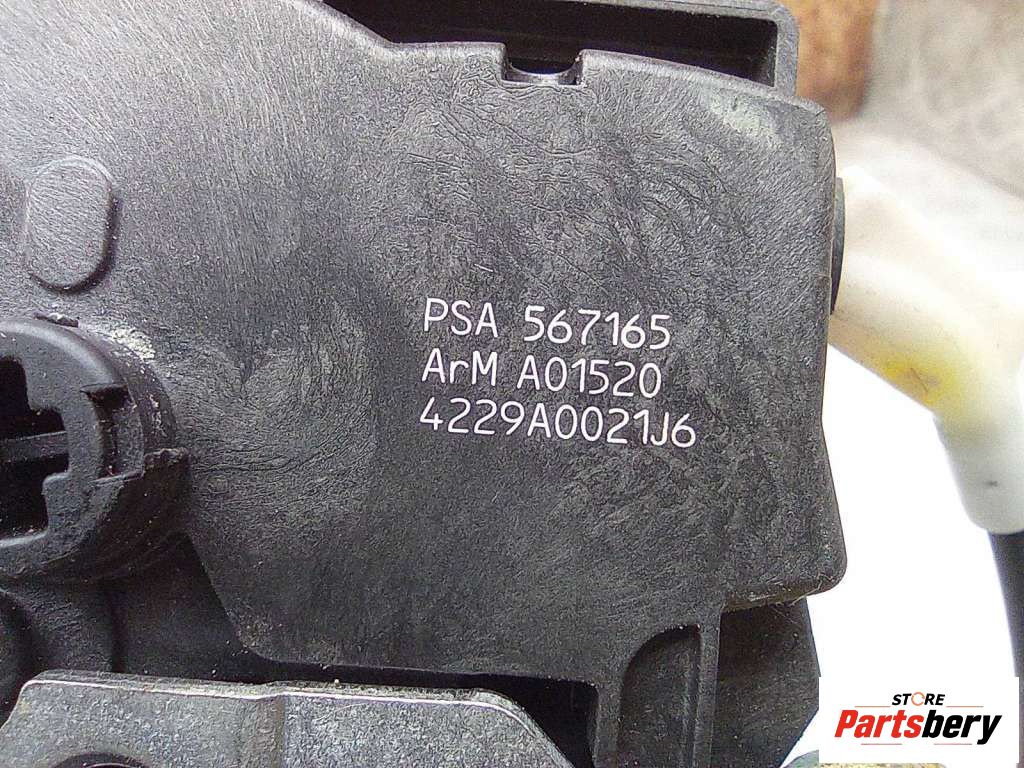 PSA 567165
ArM A01520
4229A0021J6
STORE
Partsbery